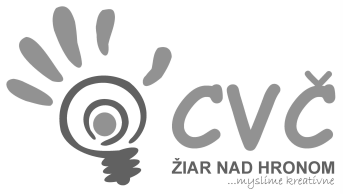 CVČ
ŽIAR NAD HRONOM
...myslíme kreatívne